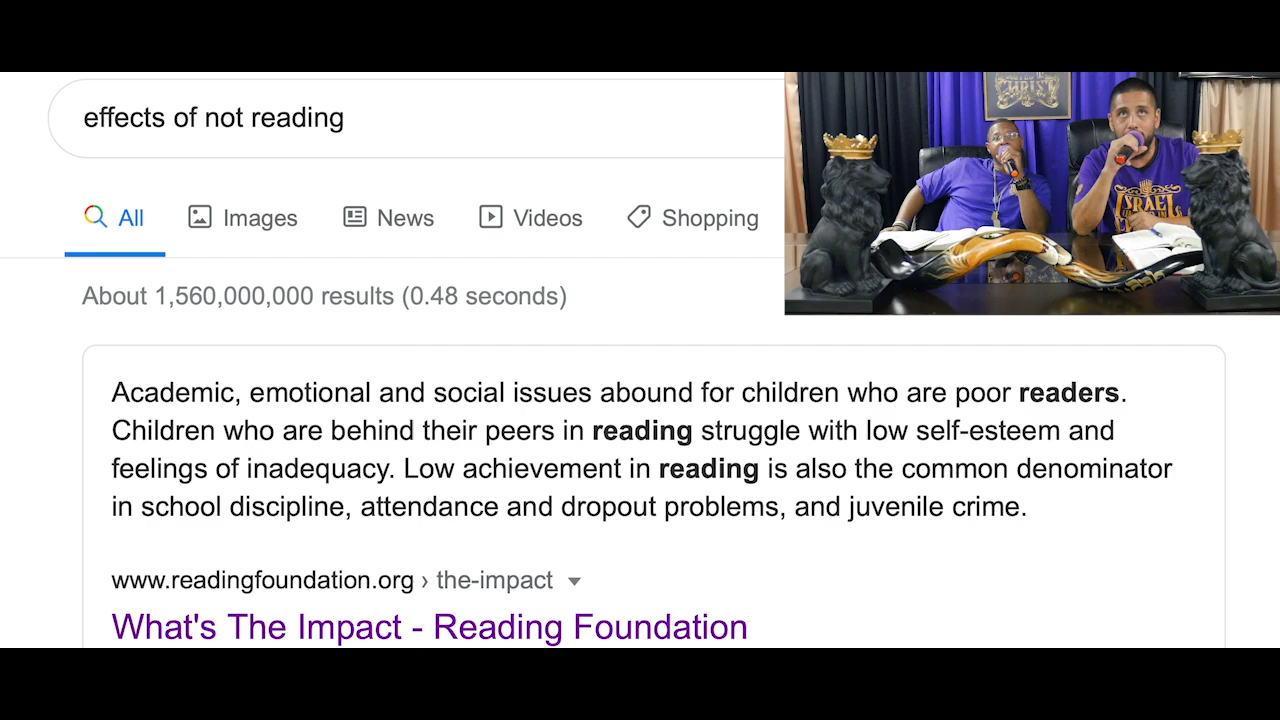 effects of not reading
All Images News Videos Shopping
About 1,560,000,000 results (0.48 seconds)
CHRIST
ISRAEL
UNITED IN
Academic, emotional and social issues abound for children who are poor readers.
Children who are behind their peers in reading struggle with low self-esteem and
feelings of inadequacy. Low achievement in reading is also the common denominator
in school discipline, attendance and dropout problems, and juvenile crime.
www.readingfoundation.org › the-impact
What's The Impact - Reading Foundation